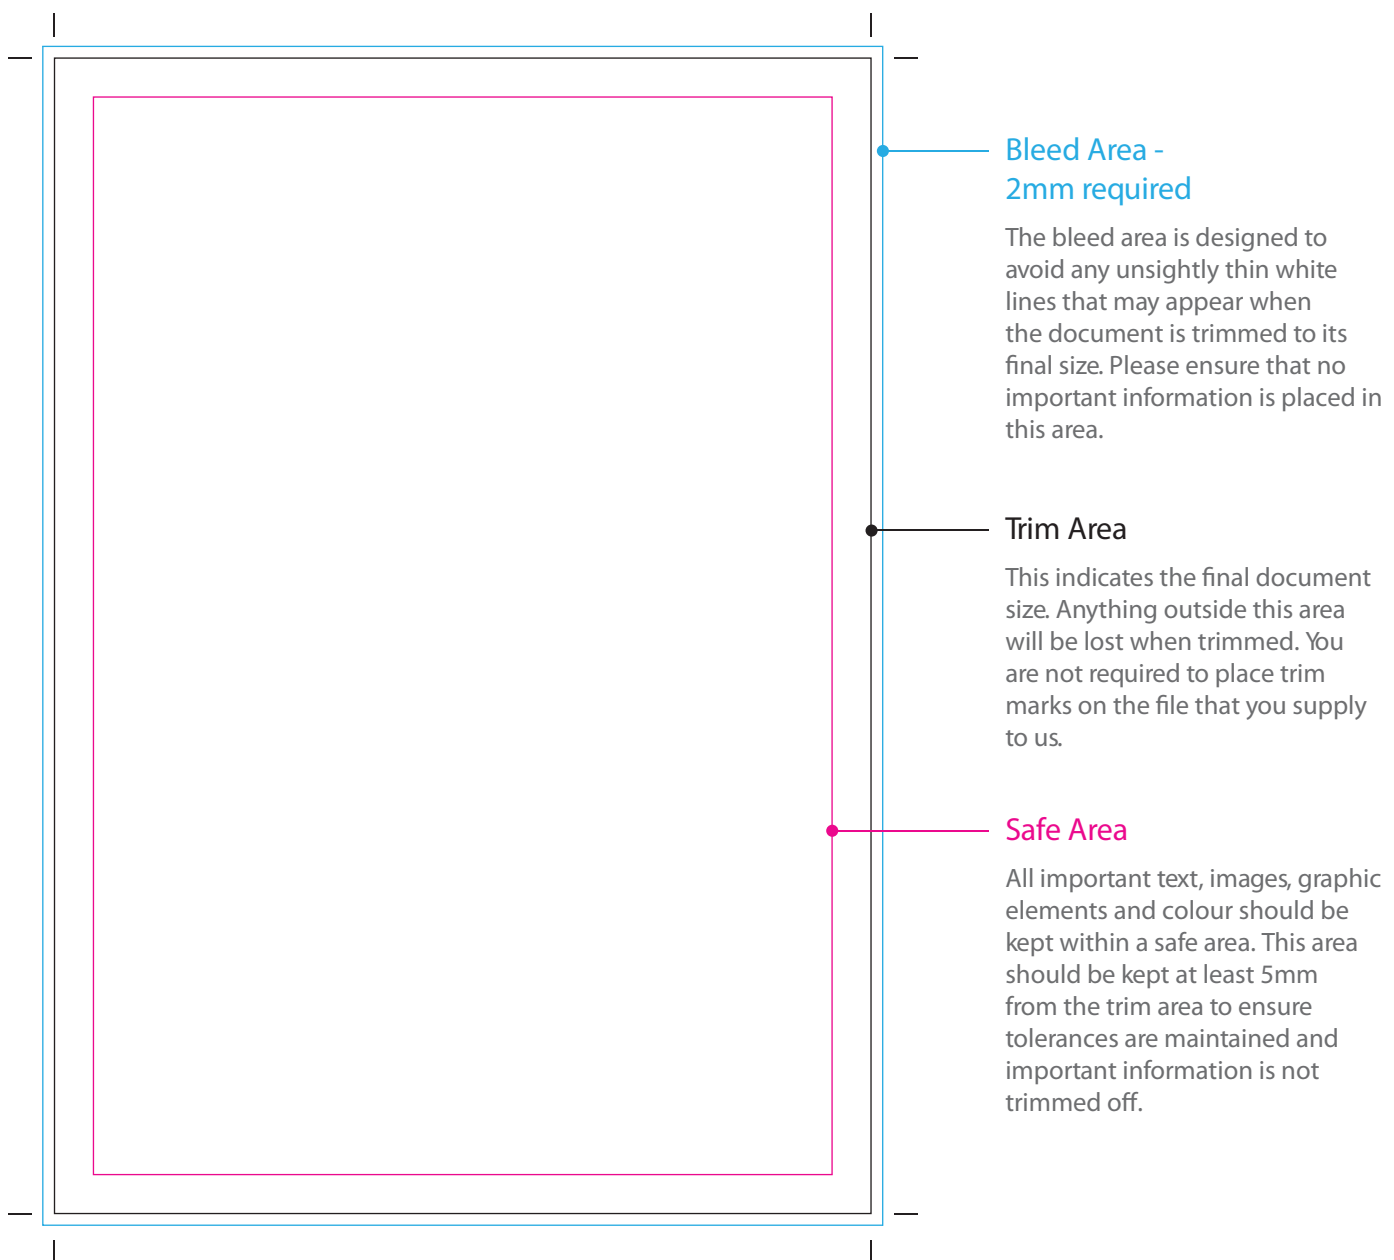 Bleed Area -
2mm required
The bleed area is designed to
avoid any unsightly thin white
lines that may appear when
the document is trimmed to its
final size. Please ensure that no
important information is placed in
this area.
Trim Area
This indicates the final document
size. Anything outside this area
will be lost when trimmed. You
are not required to place trim
marks on the file that you supply
to us.
Safe Area
All important text, images, graphic
elements and colour should be
kept within a safe area. This area
should be kept at least 5mm
from the trim area to ensure
tolerances are maintained and
important information is not
trimmed off.